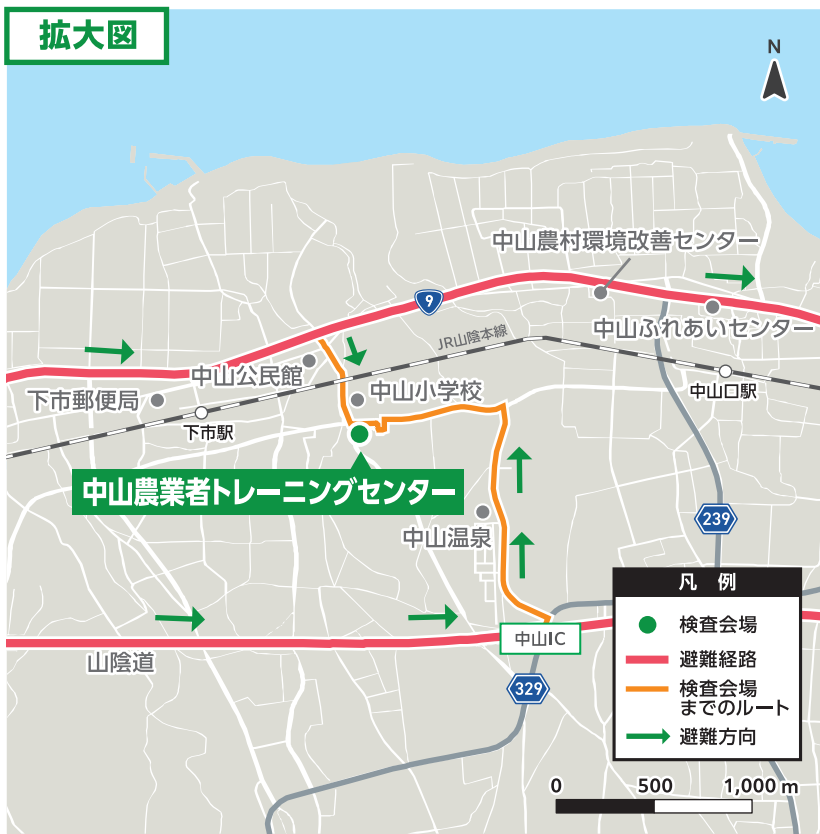 拡大図
N
中山農村環境改善センター
9
中山ふれあいセンター
JR山陰本線
中山公民館
中山小学校
中山口駅
下市郵便局
下市駅
中山農業者トレーニングセンター
239
中山温泉
凡 例
検査会場
避難経路
検査会場
までのルート
避難方向
中山IC
山陰道
329
0 500 1,000 m